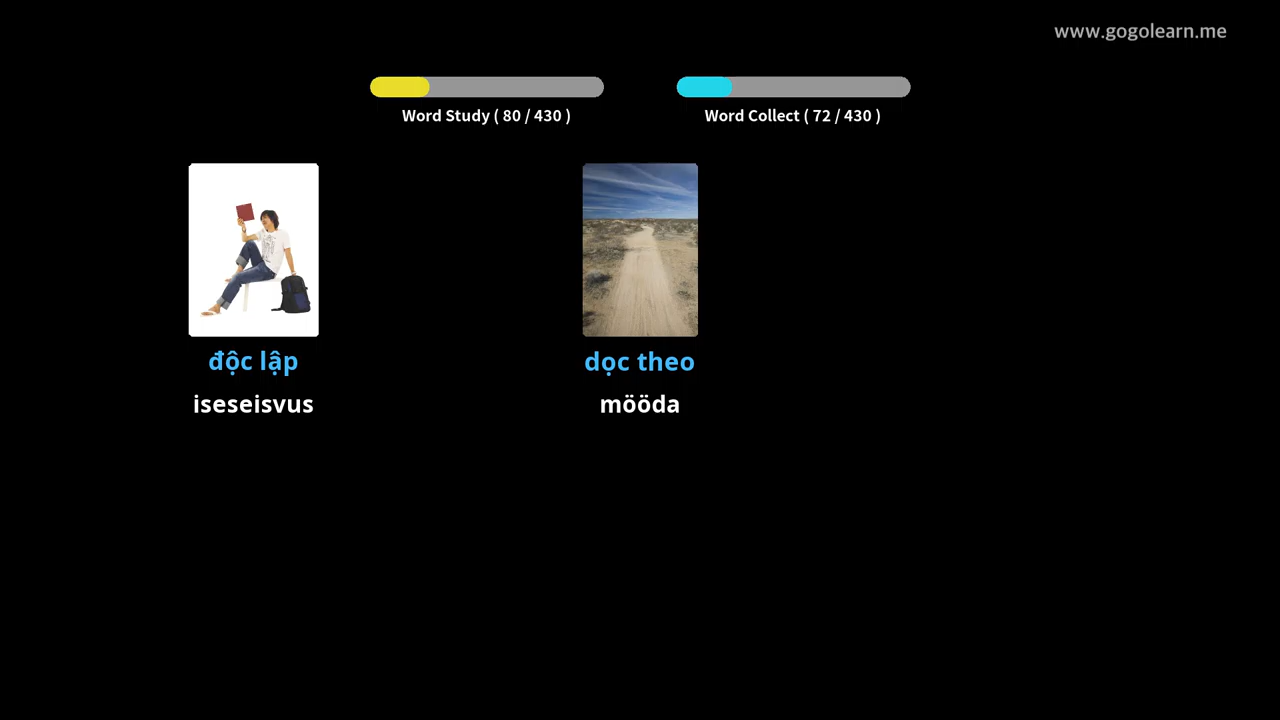 www.gogolearn.me
Word Study ( 80 / 430 )
Word Collect ( 72 / 430 )
độc lập
iseseisvus
dọc theo
mööda